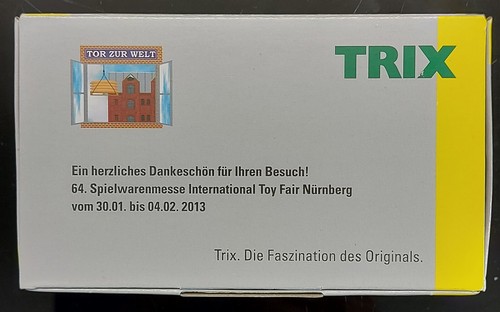 TOR ZUR WELT
TRIX
Ein herzliches Dankeschön für Ihren Besuch!
64. Spielwarenmesse International Toy Fair Nürnberg
vom 30.01. bis 04.02. 2013
Trix. Die Faszination des Originals.